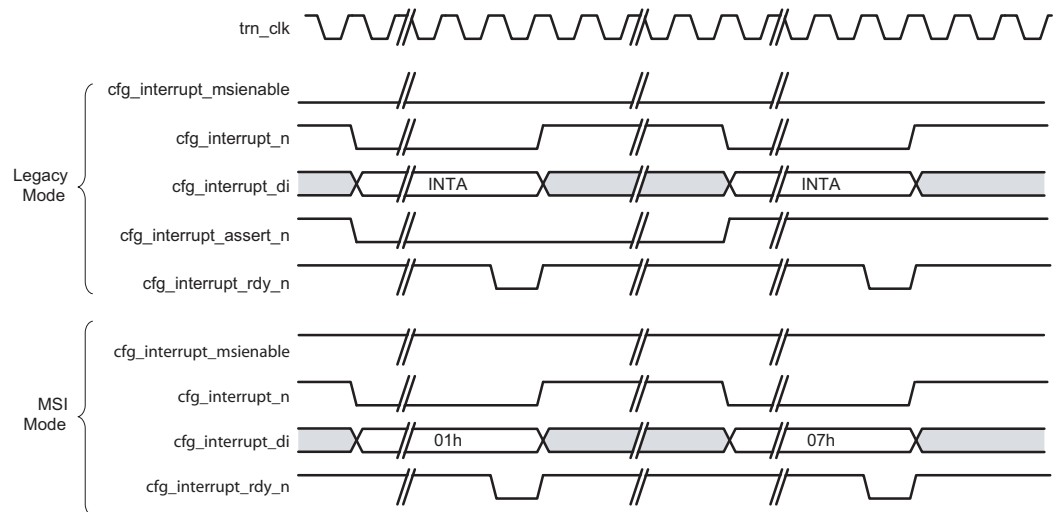 trn_clk
Legacy
Mode
cfg_interrupt_msienable
cfg_interrupt_n
cfg_interrupt_di
INTA
INTA
cfg_interrupt_assert_n
cfg_interrupt_rdy_n
MSI
Mode
cfg_interrupt_msienable
cfg_interrupt_n
cfg_interrupt_di
01h
07h
cfg_interrupt_rdy_n